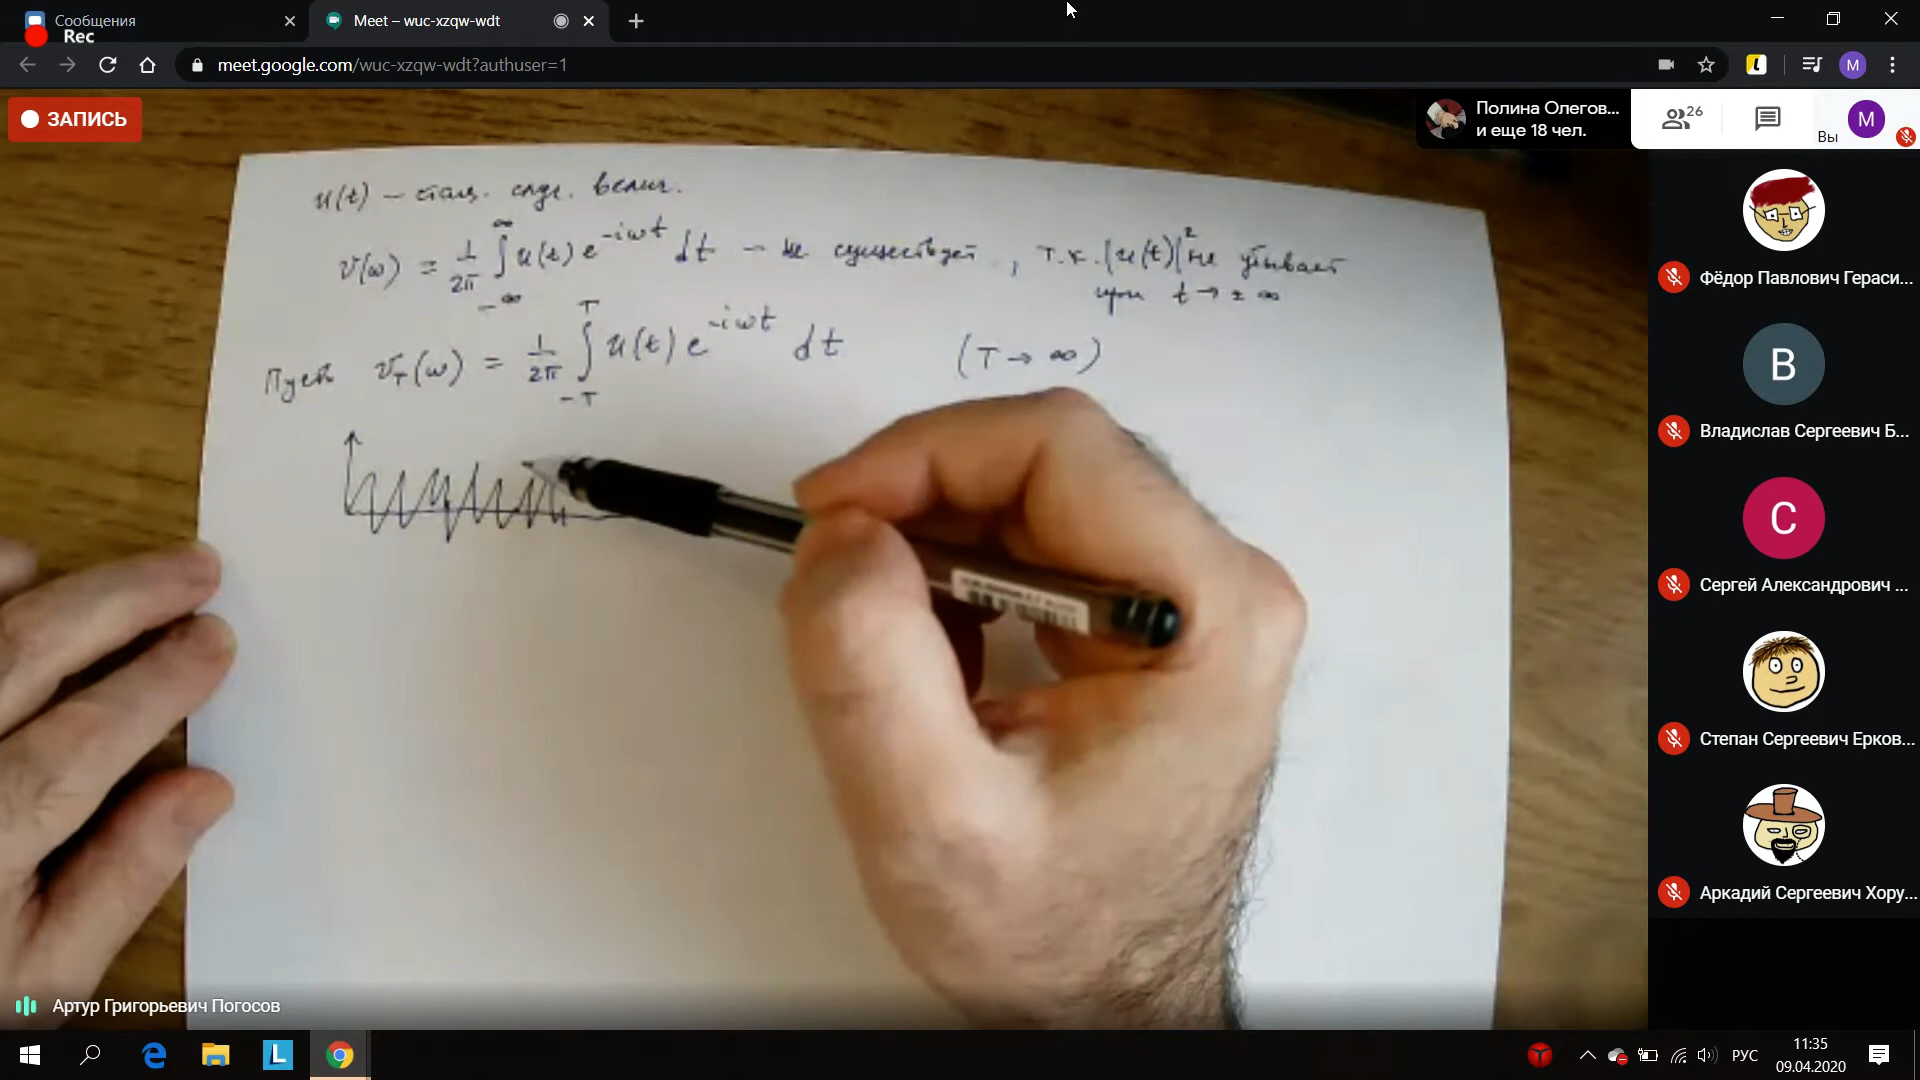 Сообщения
Meet – wuc-xzqw-wdt
Rec
meet.google.com/wuc-xzqw-wdt?authuser=1
M
ЗАПИСЬ
Полина Олегов...
и еще 18 чел.
26
Вы
M
u(t) – стац. случ. велич.
v(ω) = 1/2π ∫_{-∞}^{∞} u(t) e^{-iωt} dt – не существует, т.к. |u(t)|² не убывает
при t → ± ∞
Пусть v_T(ω) = 1/2π ∫_{-T}^{T} u(t) e^{-iωt} dt (T → ∞)
Фёдор Павлович Гераси...
В
Владислав Сергеевич Б...
С
Сергей Александрович ...
Степан Сергеевич Ерков...
Аркадий Сергеевич Хору...
Артур Григорьевич Погосов
L
РУС
11:35
09.04.2020